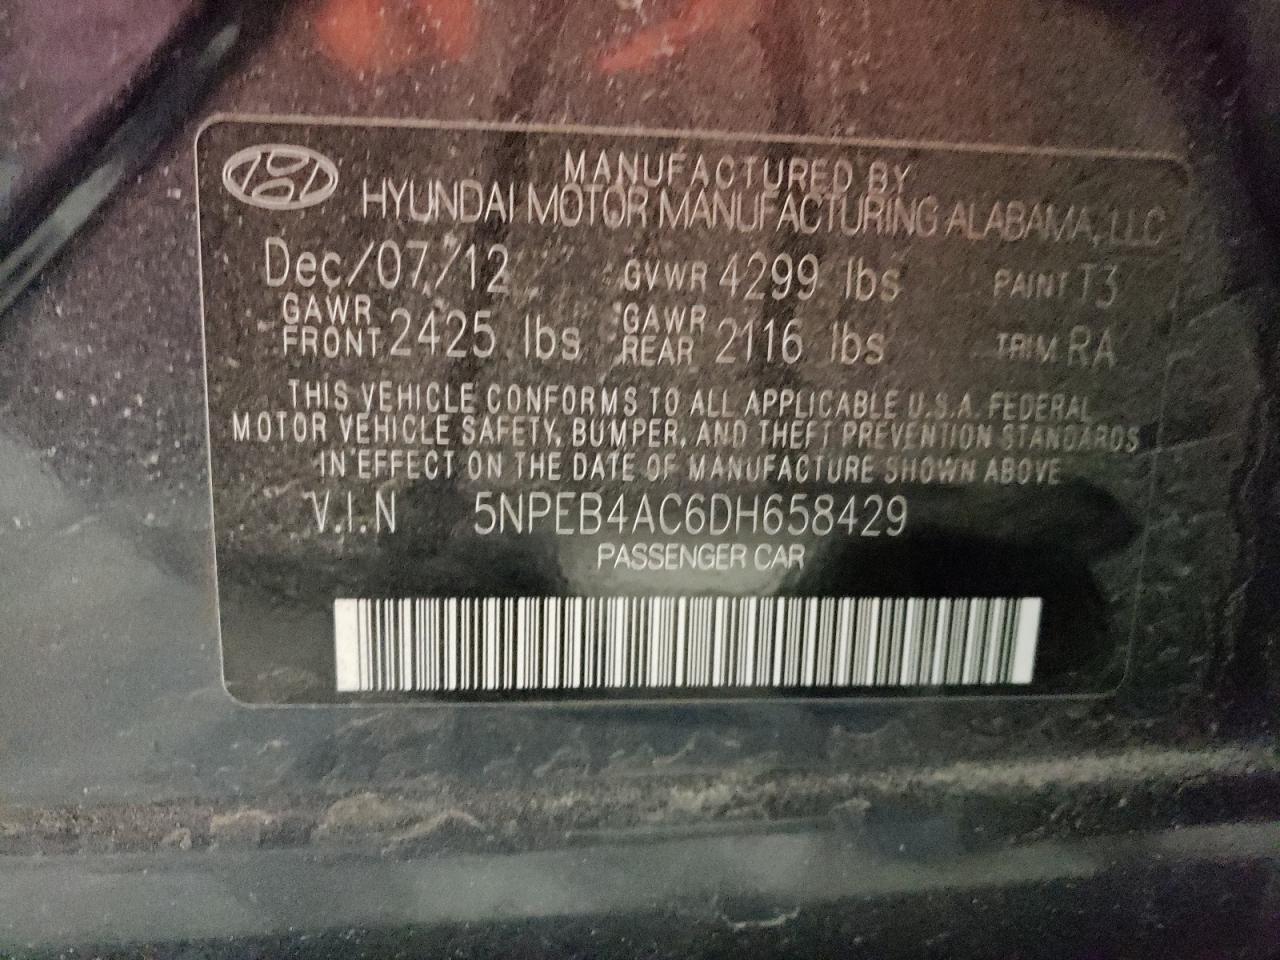 MANUFACTURED BY
HYUNDAI MOTOR MANUFACTURING ALABAMA, LLC
Dec/07/12 GVWR 4299 lbs PAINT T3
GAWR FRONT 2425 lbs GAWR REAR 2116 lbs TRIM RA
THIS VEHICLE CONFORMS TO ALL APPLICABLE U.S.A. FEDERAL
MOTOR VEHICLE SAFETY, BUMPER, AND THEFT PREVENTION STANDARDS
IN EFFECT ON THE DATE OF MANUFACTURE SHOWN ABOVE
V.I.N 5NPEB4AC6DH658429
PASSENGER CAR